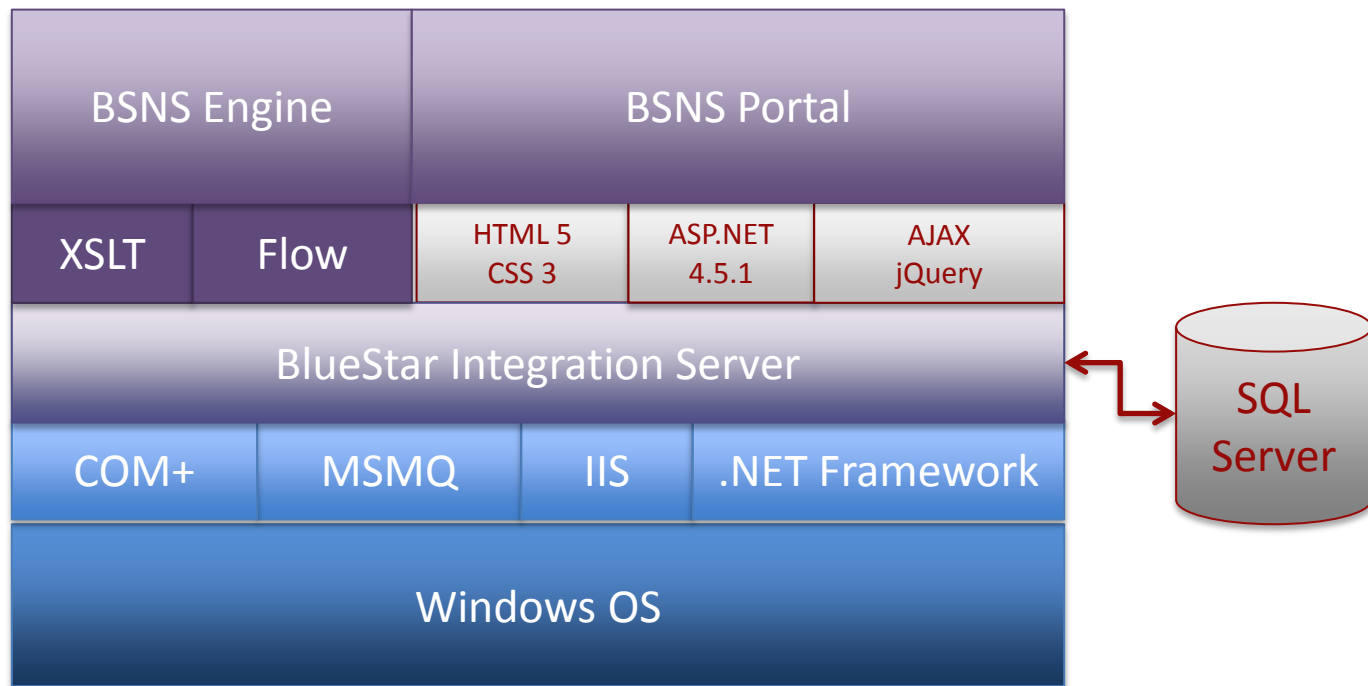 BSNS Engine
BSNS Portal
XSLT
Flow
HTML 5
CSS 3
ASP.NET
4.5.1
AJAX
jQuery
BlueStar Integration Server
SQL
Server
COM+
MSMQ
IIS
.NET Framework
Windows OS